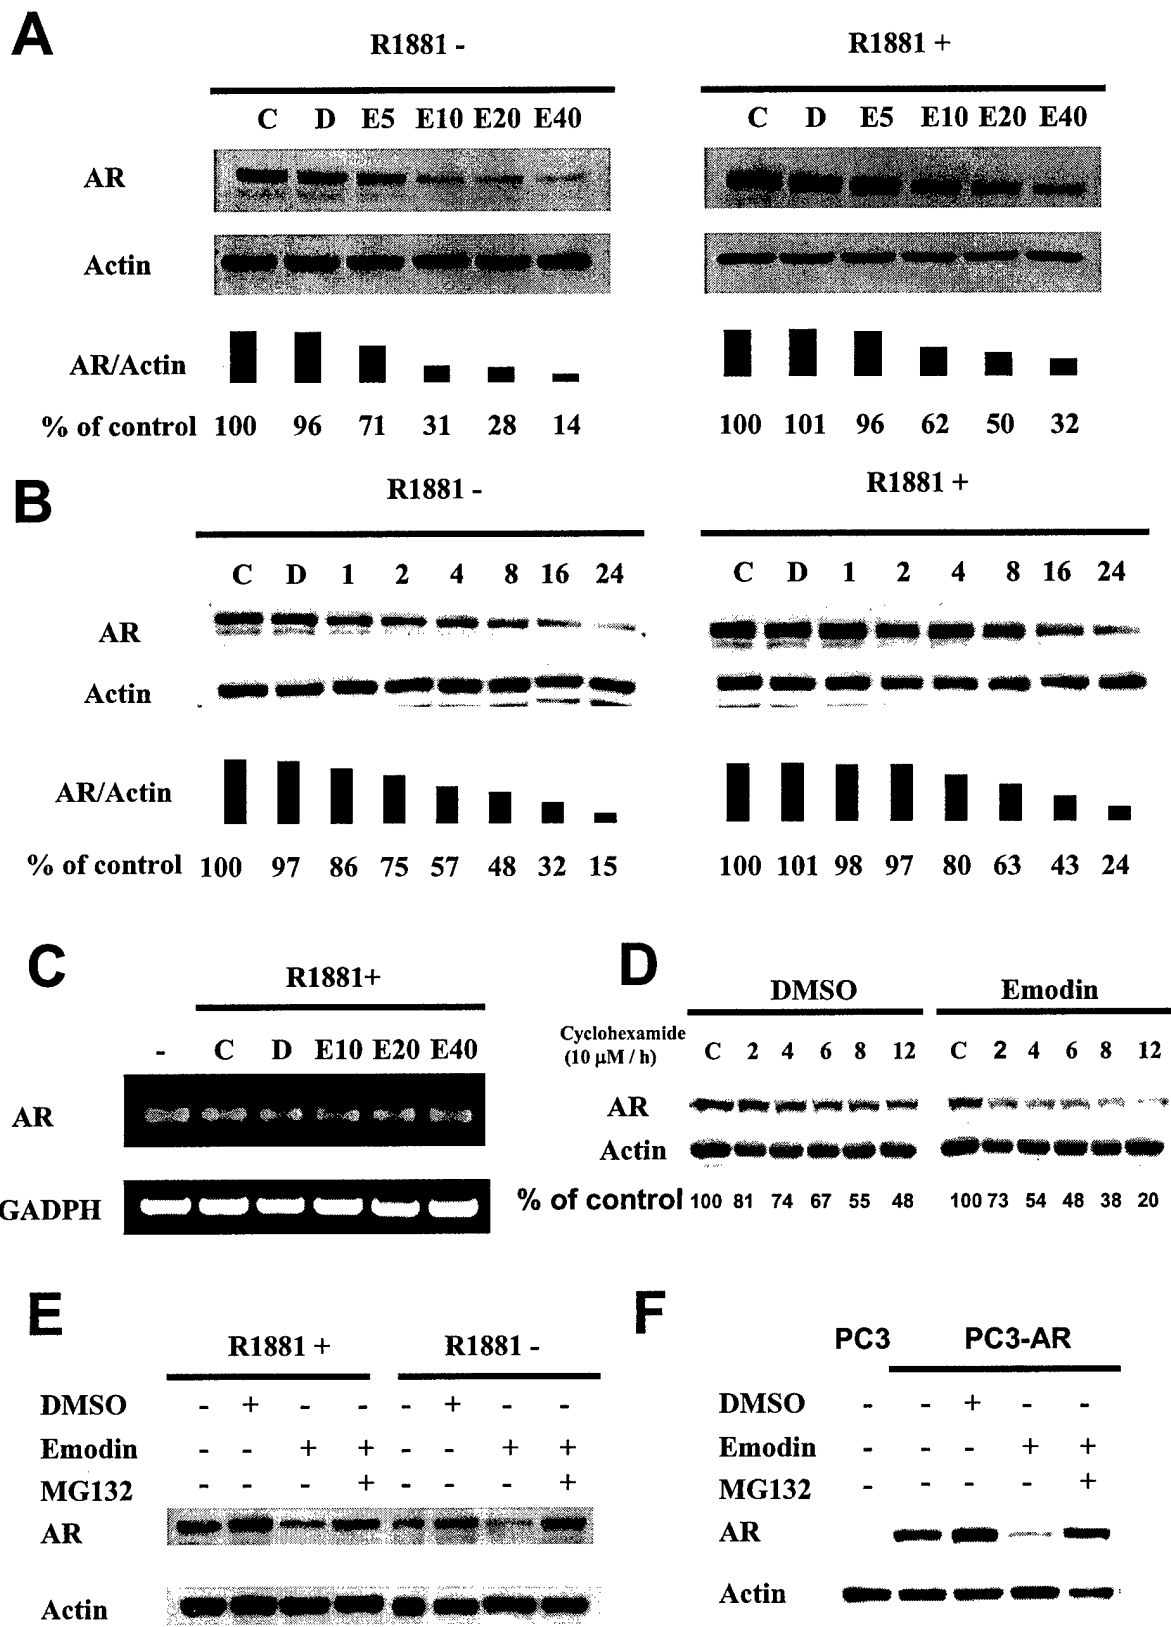 A
R1881 -
R1881 +
C D E5 E10 E20 E40
C D E5 E10 E20 E40
AR
Actin
AR/Actin
% of control 100 96 71 31 28 14
100 101 96 62 50 32
B
R1881 -
R1881 +
C D 1 2 4 8 16 24
C D 1 2 4 8 16 24
AR
Actin
AR/Actin
% of control 100 97 86 75 57 48 32 15
100 101 98 97 80 63 43 24
C
R1881+
- C D E10 E20 E40
AR
GADPH
D
DMSO
Emodin
Cyclohexamide
(10 µM / h)
C 2 4 6 8 12
C 2 4 6 8 12
AR
Actin
% of control 100 81 74 67 55 48
100 73 54 48 38 20
E
R1881 +
R1881 -
DMSO - + - - - + - -
Emodin - - + + - - + +
MG132 - - - + - - - +
AR
Actin
F
PC3
PC3-AR
DMSO - - + - -
Emodin - - - + +
MG132 - - - - +
AR
Actin